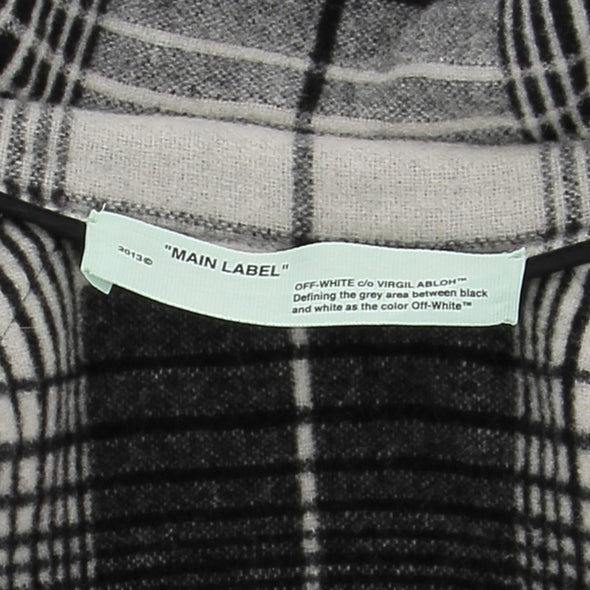 2013©
"MAIN LABEL"
OFF-WHITE c/o VIRGIL ABLOH™
Defining the grey area between black
and white as the color Off-White™